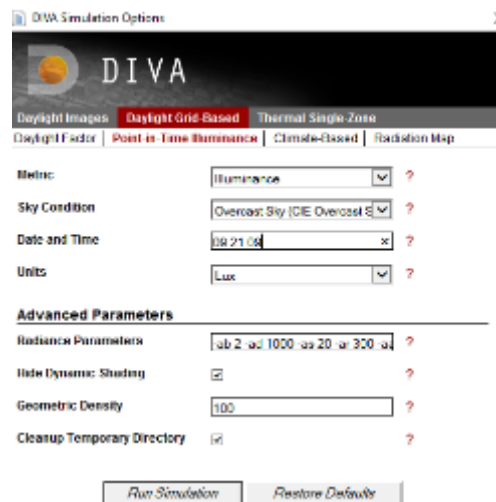 DIVA Simulation Options
DIVA
Daylight Images Daylight Grid-Based Thermal Single-Zone
Daylight Factor | Point-in-Time Illuminance | Climate-Based | Radiation Map
Metric Illuminance ?
Sky Condition Overcast Sky (CIE Overcast S ?
Date and Time 09 21 09 × ?
Units Lux ?
Advanced Parameters
Radiance Parameters -ab 2 -ad 1000 -as 20 -ar 300 -aa ?
Hide Dynamic Shading ?
Geometric Density 100 ?
Cleanup Temporary Directory ?
Run Simulation Restore Defaults